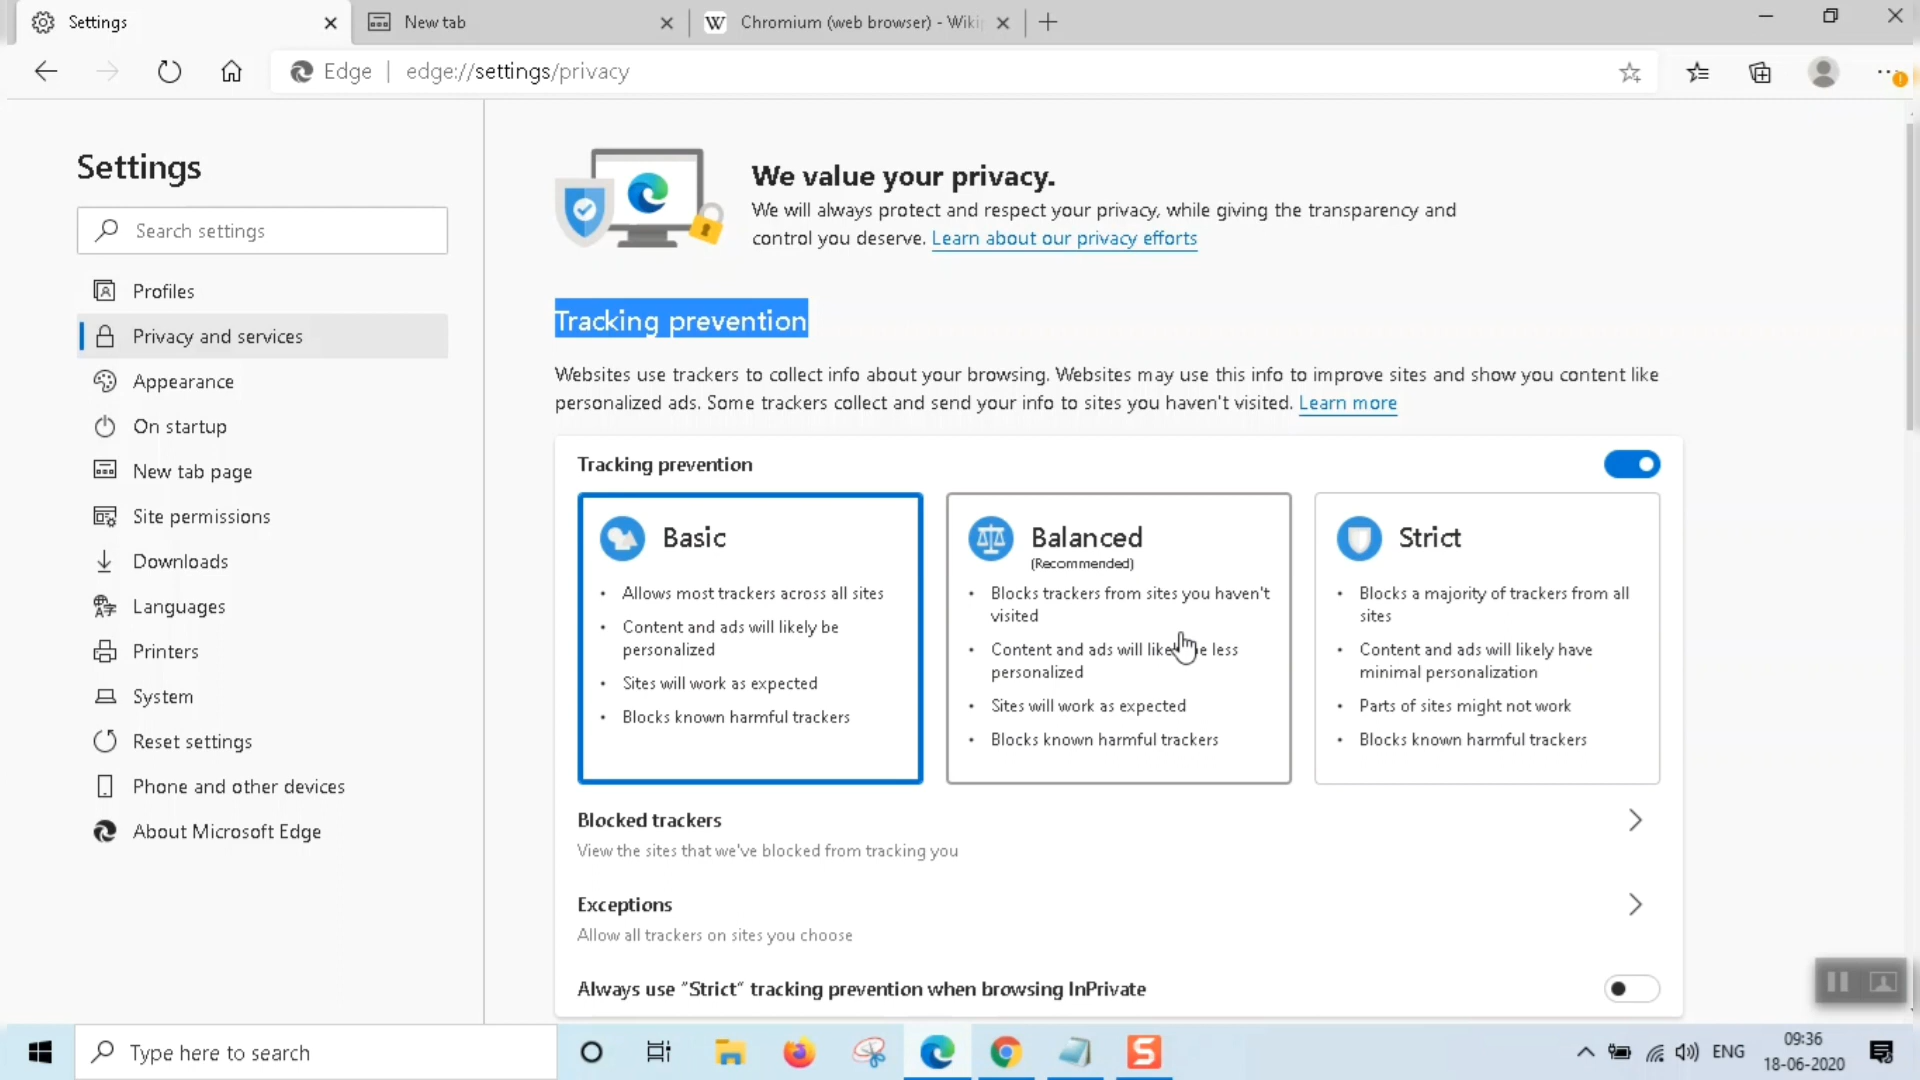 Settings
New tab
Chromium (web browser) - Wiki
Edge
edge://settings/privacy
Settings
Search settings
Profiles
Privacy and services
Appearance
On startup
New tab page
Site permissions
Downloads
Languages
Printers
System
Reset settings
Phone and other devices
About Microsoft Edge
We value your privacy.
We will always protect and respect your privacy, while giving the transparency and
control you deserve. Learn about our privacy efforts
Tracking prevention
Websites use trackers to collect info about your browsing. Websites may use this info to improve sites and show you content like
personalized ads. Some trackers collect and send your info to sites you haven't visited. Learn more
Tracking prevention
Basic
• Allows most trackers across all sites
• Content and ads will likely be
personalized
• Sites will work as expected
• Blocks known harmful trackers
Balanced
(Recommended)
• Blocks trackers from sites you haven't
visited
• Content and ads will likely be less
personalized
• Sites will work as expected
• Blocks known harmful trackers
Strict
• Blocks a majority of trackers from all
sites
• Content and ads will likely have
minimal personalization
• Parts of sites might not work
• Blocks known harmful trackers
Blocked trackers
View the sites that we've blocked from tracking you
Exceptions
Allow all trackers on sites you choose
Always use "Strict" tracking prevention when browsing InPrivate
Type here to search
ENG
09:36
18-06-2020